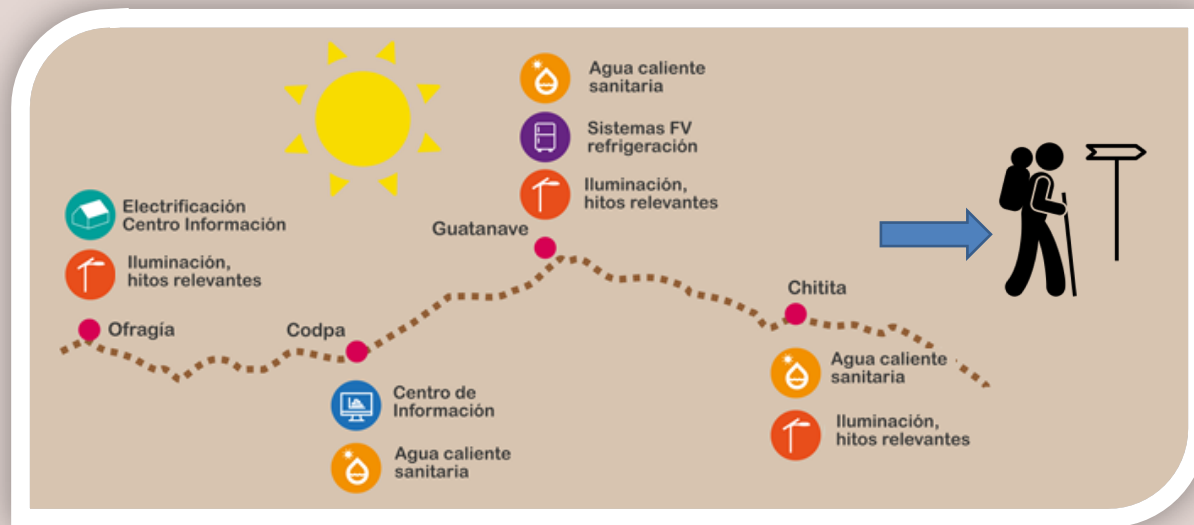 Agua caliente
sanitaria
Sistemas FV
refrigeración
Iluminación,
hitos relevantes
Guatanave
Electrificación
Centro Información
Iluminación,
hitos relevantes
Ofragía
Codpa
Centro de
Información
Agua caliente
sanitaria
Chitita
Agua caliente
sanitaria
Iluminación,
hitos relevantes